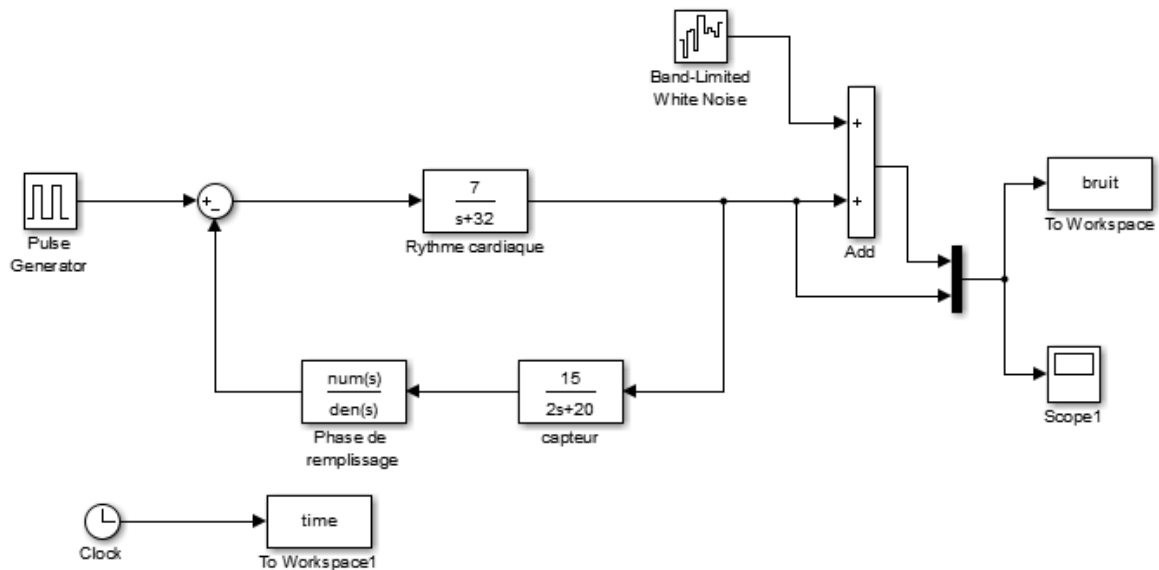 Band-Limited
White Noise
+
+
Add
Pulse
Generator
+
-
7
s+32
Rythme cardiaque
bruit
To Workspace
num(s)
den(s)
Phase de
remplissage
15
2s+20
capteur
Scope1
Clock
time
To Workspace1